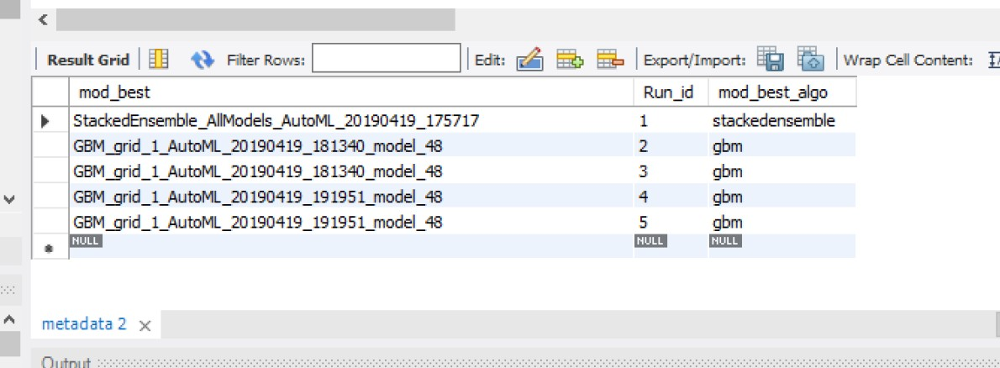 Result Grid Filter Rows: Edit: Export/Import: Wrap Cell Content:
mod_best Run_id mod_best_algo
StackedEnsemble_AllModels_AutoML_20190419_175717 1 stackedensemble
GBM_grid_1_AutoML_20190419_181340_model_48 2 gbm
GBM_grid_1_AutoML_20190419_181340_model_48 3 gbm
GBM_grid_1_AutoML_20190419_191951_model_48 4 gbm
GBM_grid_1_AutoML_20190419_191951_model_48 5 gbm
NULL NULL NULL
metadata 2
Output